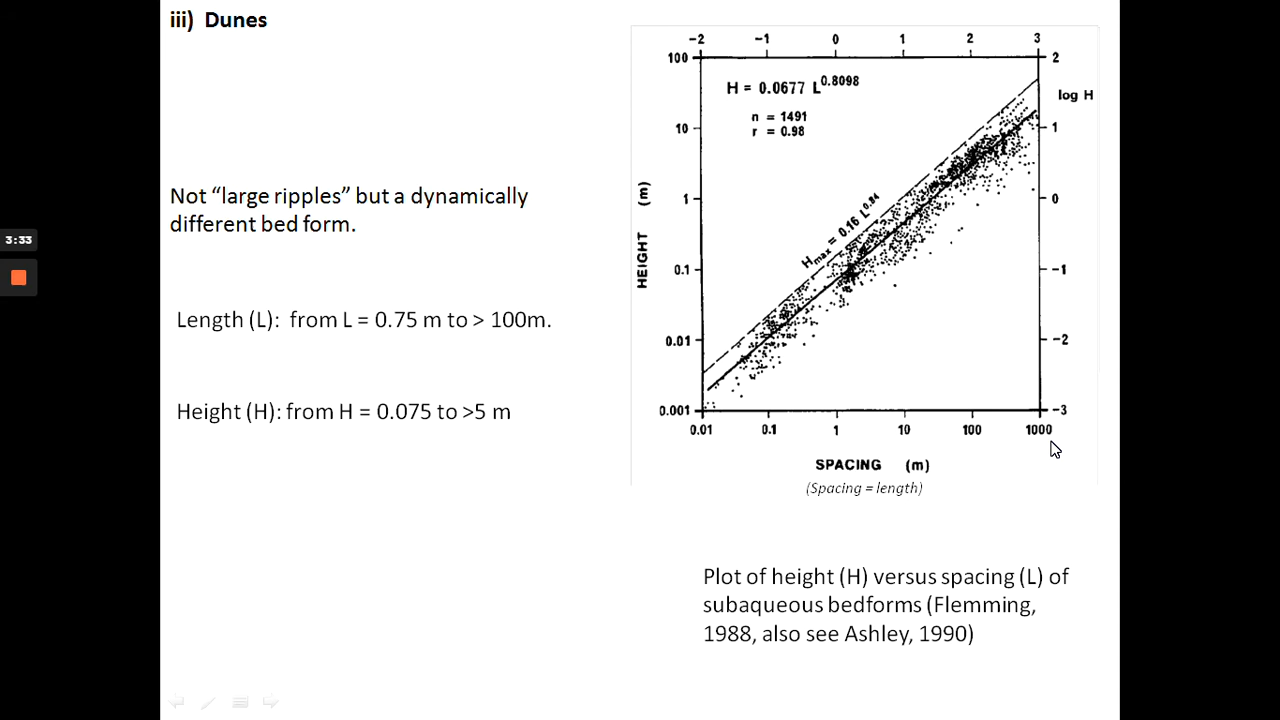 iii) Dunes
Not “large ripples” but a dynamically
different bed form.
3:33
Length (L): from L = 0.75 m to > 100m.
Height (H): from H = 0.075 to >5 m
−2 −1 0 1 2 3
100 2
H = 0.0677 L^0.8098
log H
n = 1491
r = 0.98
10 1
HEIGHT (m)
1 0
Hmax = 0.16 L^0.84
0.1 −1
0.01 −2
0.001 −3
0.01 0.1 1 10 100 1000
SPACING (m)
(Spacing = length)
Plot of height (H) versus spacing (L) of
subaqueous bedforms (Flemming,
1988, also see Ashley, 1990)